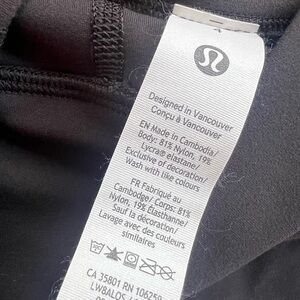 Designed in Vancouver
Conçu à Vancouver
EN Made in Cambodia/
Body: 81% Nylon, 19%
Lycra® elastane/
Exclusive of decoration/
Wash with like colours
FR Fabriqué au
Cambodge/ Corps: 81%
Nylon, 19% Élasthanne/
Sauf la décoration/
Lavage avec des couleurs
similaires
CA 35801 RN 106259
LW8ALOS